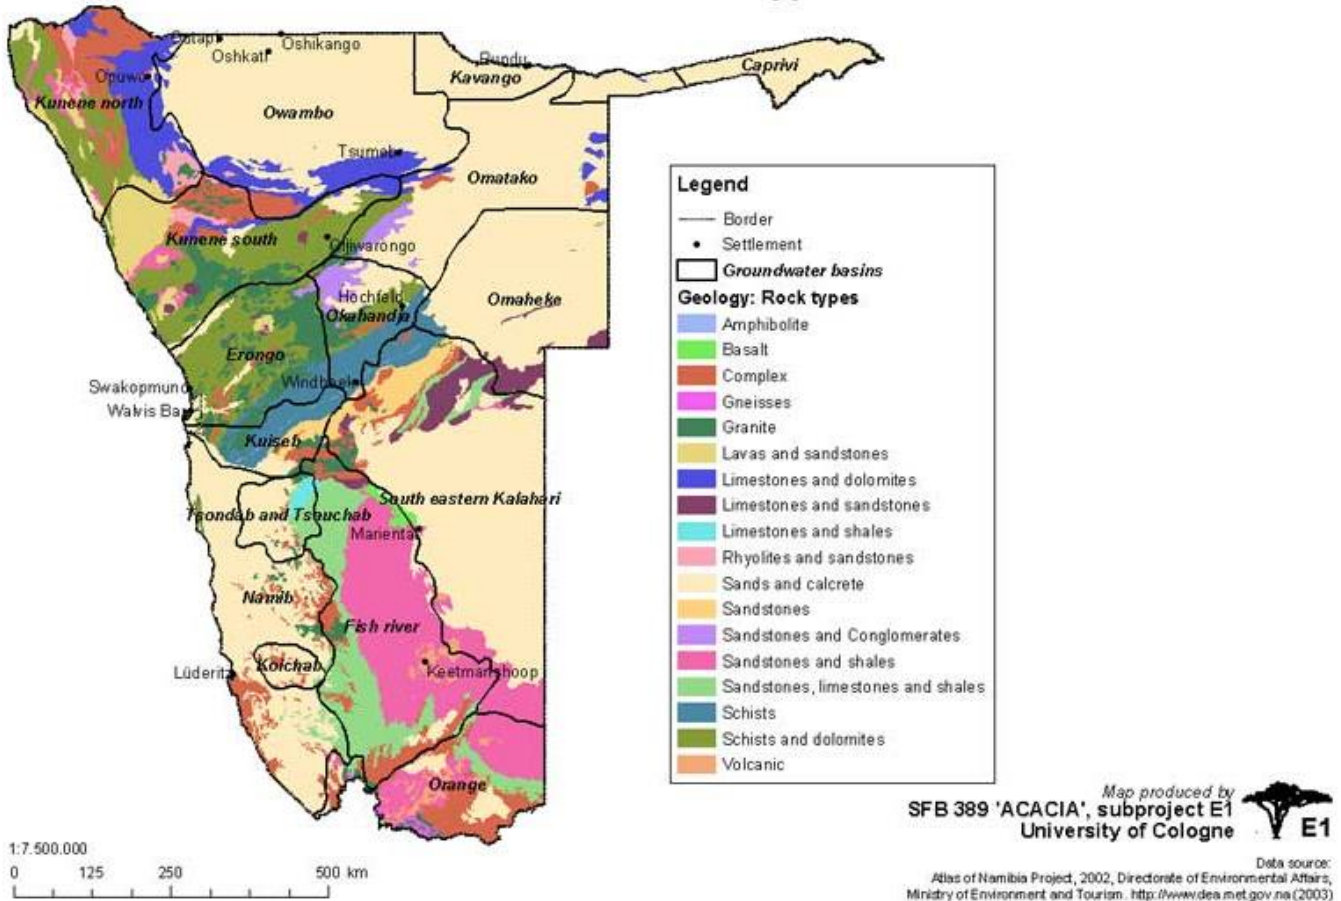 Outapi
Oshikango
Oshkati
Rundu
Caprivi
Kavango
Opuwo
Kunene north
Owambo
Tsumeb
Omatako
Kunene south
Otjiwarongo
Hochfeld
Okahandja
Omaheke
Erongo
Windhoek
Swakopmund
Walvis Bay
Kuiseb
South eastern Kalahari
Tsondab and Tsauchab
Mariental
Namib
Fish river
Koichab
Lüderitz
Keetmanshoop
Orange
Legend
Border
Settlement
Groundwater basins
Geology: Rock types
Amphibolite
Basalt
Complex
Gneisses
Granite
Lavas and sandstones
Limestones and dolomites
Limestones and sandstones
Limestones and shales
Rhyolites and sandstones
Sands and calcrete
Sandstones
Sandstones and Conglomerates
Sandstones and shales
Sandstones, limestones and shales
Schists
Schists and dolomites
Volcanic
Map produced by
SFB 389 'ACACIA', subproject E1
University of Cologne
E1
1:7.500.000
0 125 250 500 km
Data source:
Atlas of Namibia Project, 2002, Directorate of Environmental Affairs,
Ministry of Environment and Tourism. http://www.dea.met.gov.na (2003)